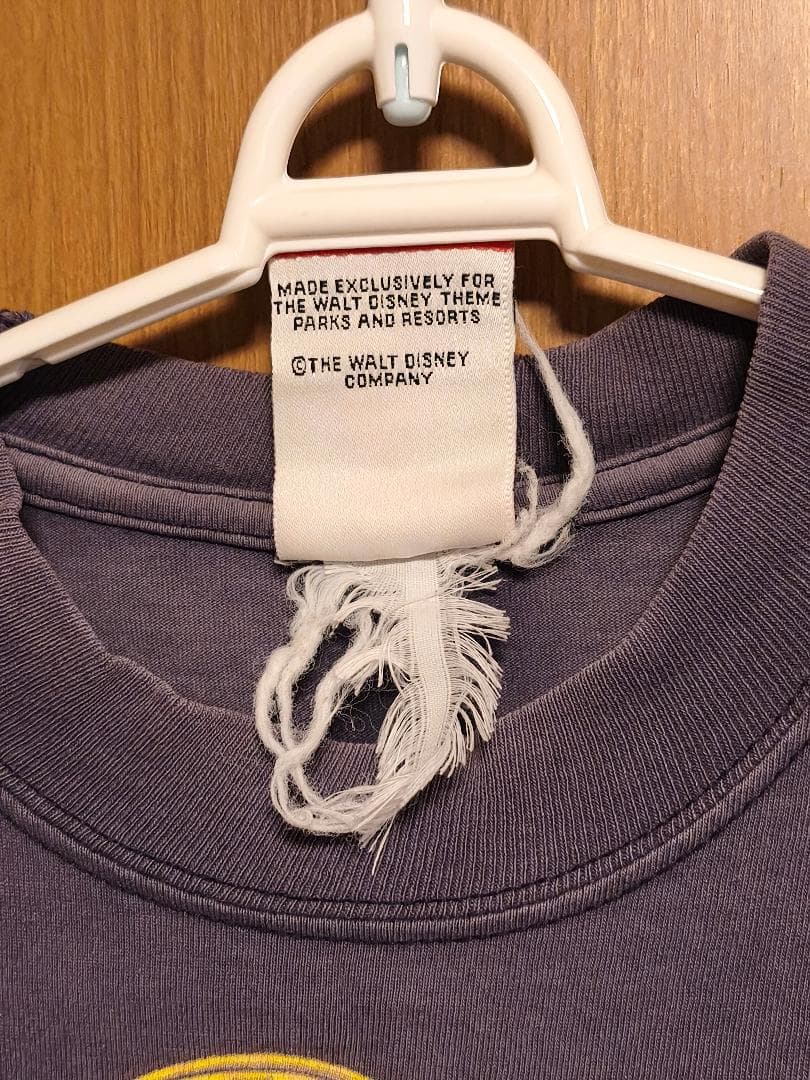 MADE EXCLUSIVELY FOR
THE WALT DISNEY THEME
PARKS AND RESORTS
©THE WALT DISNEY
COMPANY